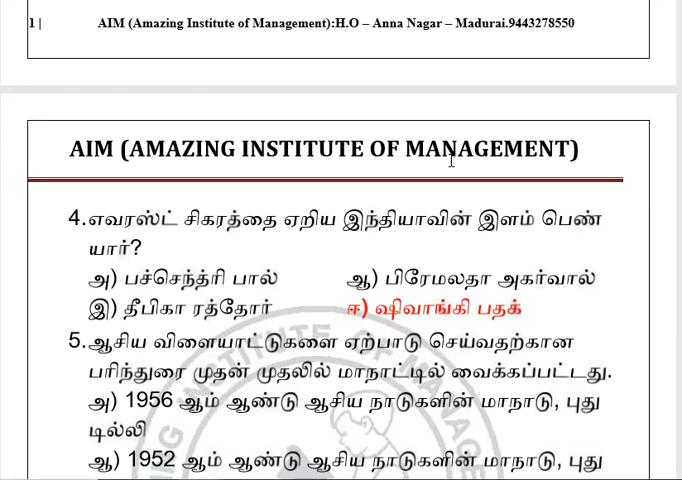 1 | AIM (Amazing Institute of Management):H.O – Anna Nagar – Madurai.9443278550
AIM (AMAZING INSTITUTE OF MANAGEMENT)
4.எவரஸ்ட் சிகரத்தை ஏறிய இந்தியாவின் இளம் பெண்
யார்?
அ) பச்செந்த்ரி பால் ஆ) பிரேமலதா அகர்வால்
இ) தீபிகா ரத்தோர் ஈ) ஷிவாங்கி பதக்
5.ஆசிய விளையாட்டுகளை ஏற்பாடு செய்வதற்கான
பரிந்துரை முதன் முதலில் மாநாட்டில் வைக்கப்பட்டது.
அ) 1956 ஆம் ஆண்டு ஆசிய நாடுகளின் மாநாடு, புது
டில்லி
ஆ) 1952 ஆம் ஆண்டு ஆசிய நாடுகளின் மாநாடு, புது